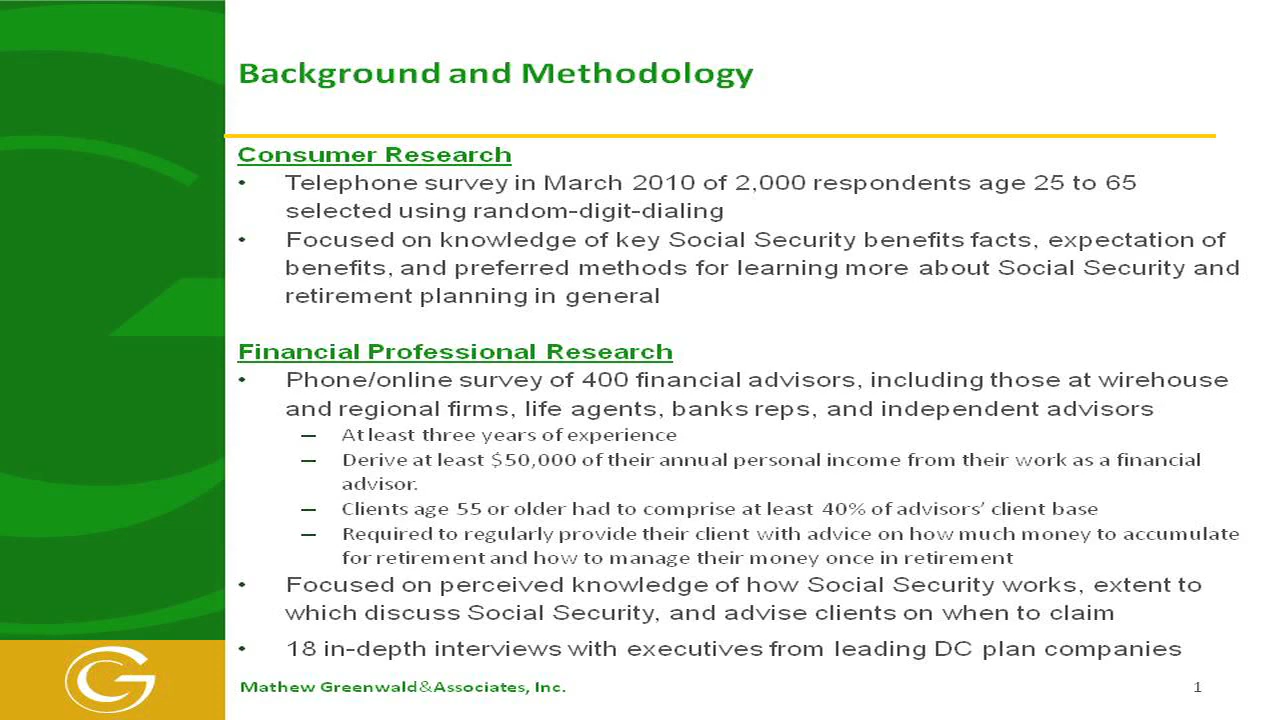 Background and Methodology
Consumer Research
• Telephone survey in March 2010 of 2,000 respondents age 25 to 65
selected using random-digit-dialing
• Focused on knowledge of key Social Security benefits facts, expectation of
benefits, and preferred methods for learning more about Social Security and
retirement planning in general
Financial Professional Research
• Phone/online survey of 400 financial advisors, including those at wirehouse
and regional firms, life agents, banks reps, and independent advisors
— At least three years of experience
— Derive at least $50,000 of their annual personal income from their work as a financial
advisor.
— Clients age 55 or older had to comprise at least 40% of advisors’ client base
— Required to regularly provide their client with advice on how much money to accumulate
for retirement and how to manage their money once in retirement
• Focused on perceived knowledge of how Social Security works, extent to
which discuss Social Security, and advise clients on when to claim
• 18 in-depth interviews with executives from leading DC plan companies
Mathew Greenwald&Associates, Inc.
1